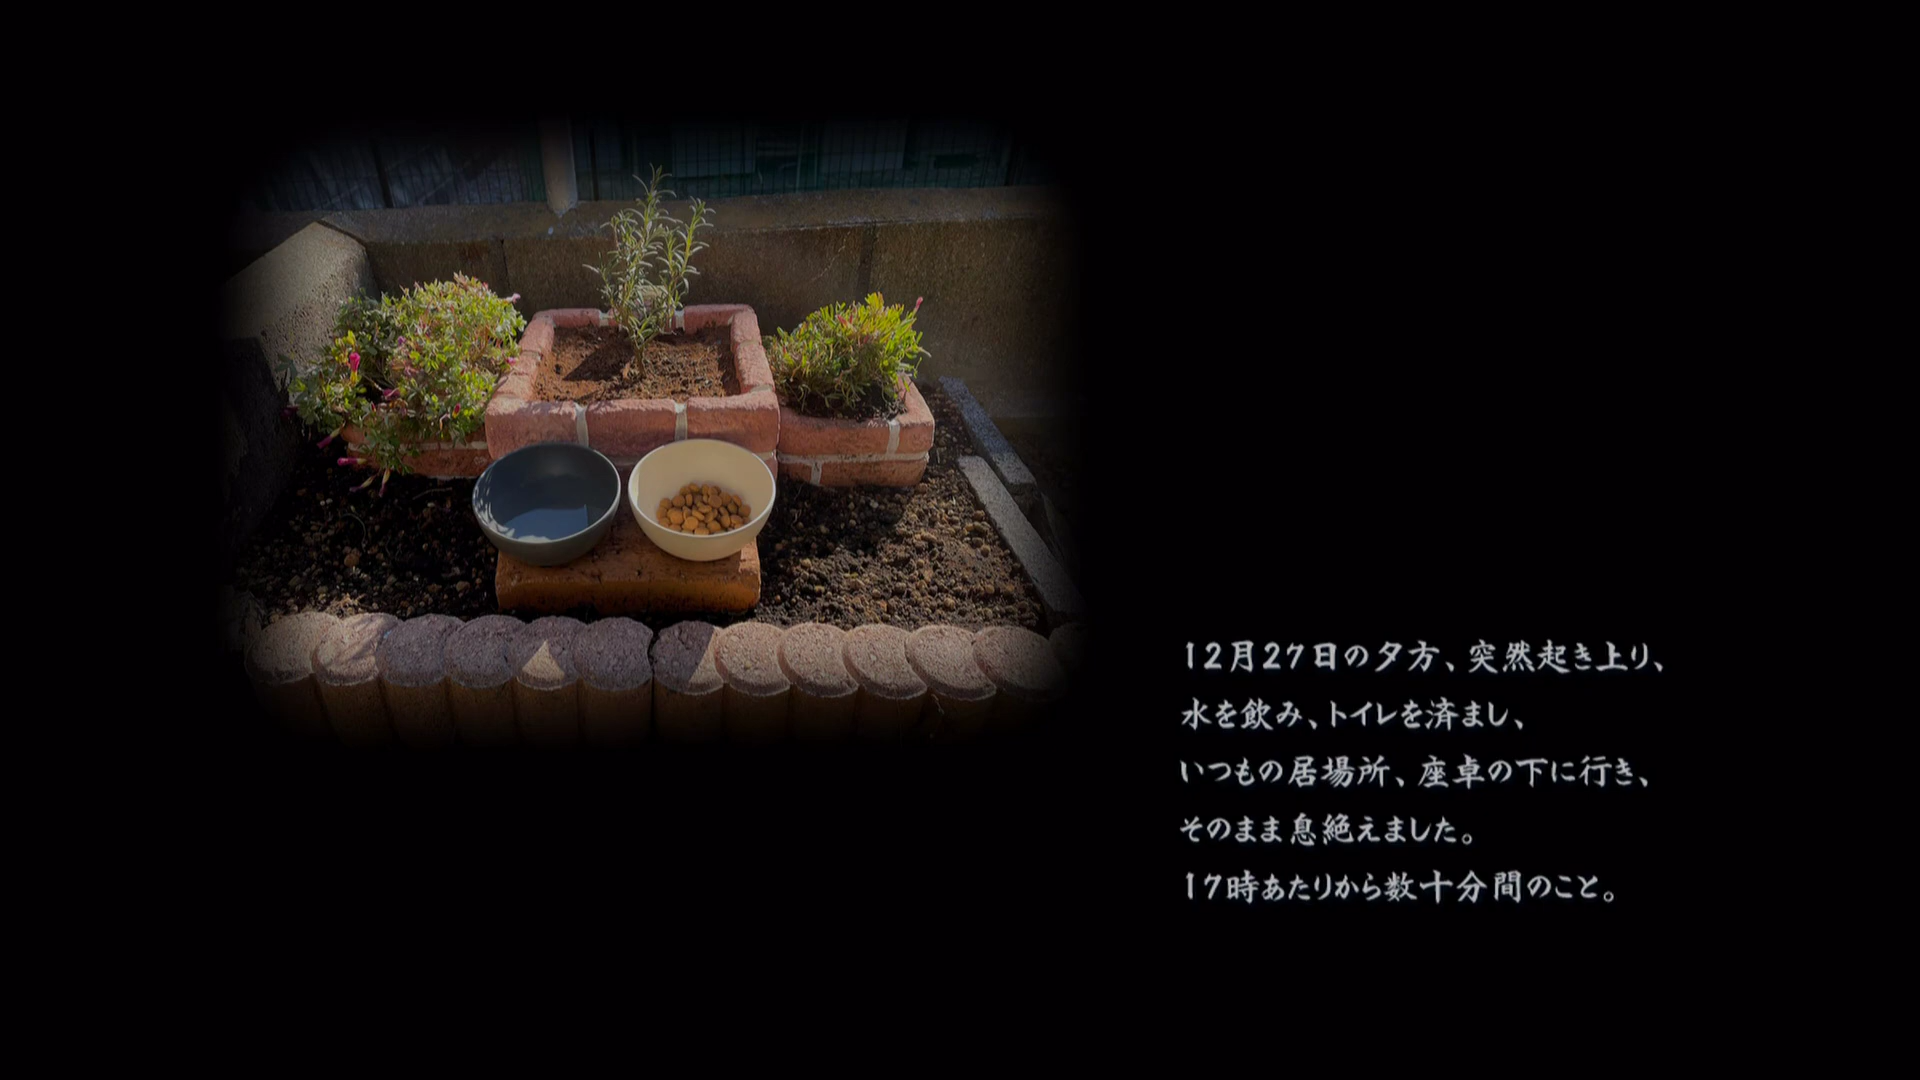 12月27日の夕方、突然起き上り、
水を飲み、トイレを済まし、
いつもの居場所、座卓の下に行き、
そのまま息絶えました。
17時あたりから数十分間のこと。